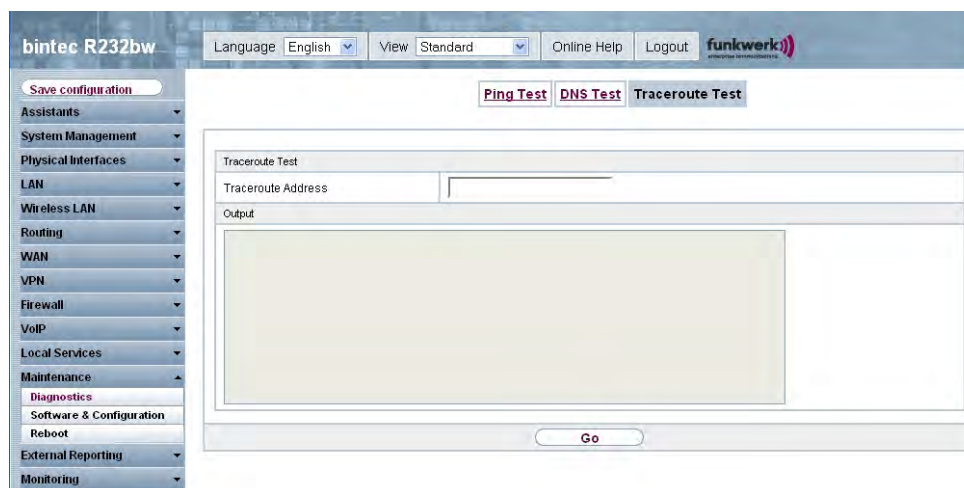 bintec R232bw
Language English View Standard Online Help Logout funkwerk
Save configuration
Assistants
System Management
Physical Interfaces
LAN
Wireless LAN
Routing
WAN
VPN
Firewall
VoIP
Local Services
Maintenance
Diagnostics
Software & Configuration
Reboot
External Reporting
Monitoring
Ping Test DNS Test Traceroute Test
Traceroute Test
Traceroute Address
Output
Go